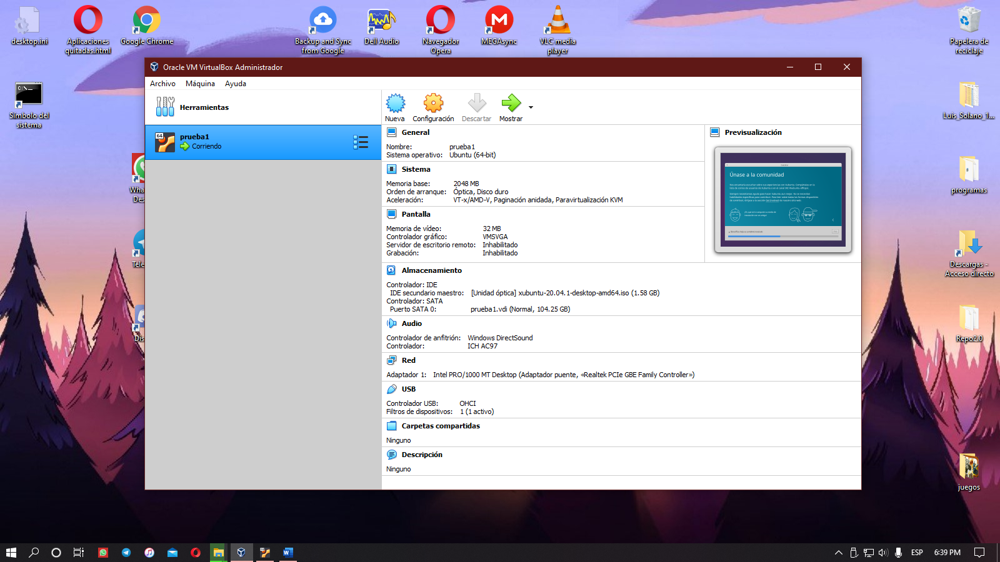 desktop.ini
Aplicaciones
quitadas.html
Google Chrome
Backup and Sync
from Google
Dell Audio
Navegador
Opera
MEGAsync
VLC media
player
Papelera de
reciclaje
Símbolo del
sistema
Luis_Solano_1...
programas
Descargas -
Acceso directo
Repo2.0
juegos
Oracle VM VirtualBox Administrador
Archivo Máquina Ayuda
Herramientas
Nueva Configuración Descartar Mostrar
64
prueba1
Corriendo
General
Nombre: prueba1
Sistema operativo: Ubuntu (64-bit)
Sistema
Memoria base: 2048 MB
Orden de arranque: Óptica, Disco duro
Aceleración: VT-x/AMD-V, Paginación anidada, Paravirtualización KVM
Pantalla
Memoria de vídeo: 32 MB
Controlador gráfico: VMSVGA
Servidor de escritorio remoto: Inhabilitado
Grabación: Inhabilitado
Previsualización
Únase a la comunidad
Almacenamiento
Controlador: IDE
IDE secundario maestro: [Unidad óptica] xubuntu-20.04.1-desktop-amd64.iso (1.58 GB)
Controlador: SATA
Puerto SATA 0: prueba1.vdi (Normal, 104.25 GB)
Audio
Controlador de anfitrión: Windows DirectSound
Controlador: ICH AC97
Red
Adaptador 1: Intel PRO/1000 MT Desktop (Adaptador puente, «Realtek PCIe GBE Family Controller»)
USB
Controlador USB: OHCI
Filtros de dispositivos: 1 (1 activo)
Carpetas compartidas
Ninguno
Descripción
Ninguno
What
Des
Tele
Dis
ESP 6:39 PM